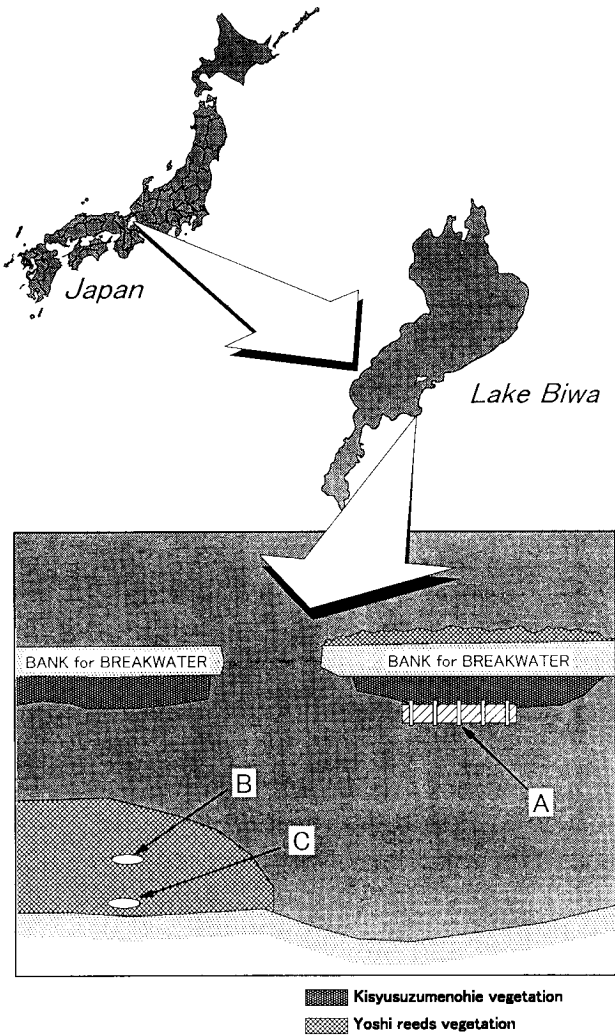 Japan
Lake Biwa
BANK for BREAKWATER
BANK for BREAKWATER
B
A
C
Kisyusuzumenohie vegetation
Yoshi reeds vegetation